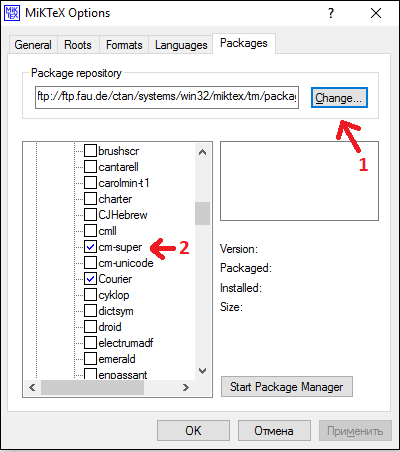 MiKTeX Options
General Roots Formats Languages Packages
Package repository
ftp://ftp.fau.de/ctan/systems/win32/miktex/tm/packag
Change...
1
brushscr
cantarell
carolmin-t1
charter
CJHebrew
cmll
cm-super
2
cm-unicode
Courier
cyklop
dictsym
droid
electrumadf
emerald
enpassant
Version:
Packaged:
Installed:
Size:
Start Package Manager
OK Отмена Применить